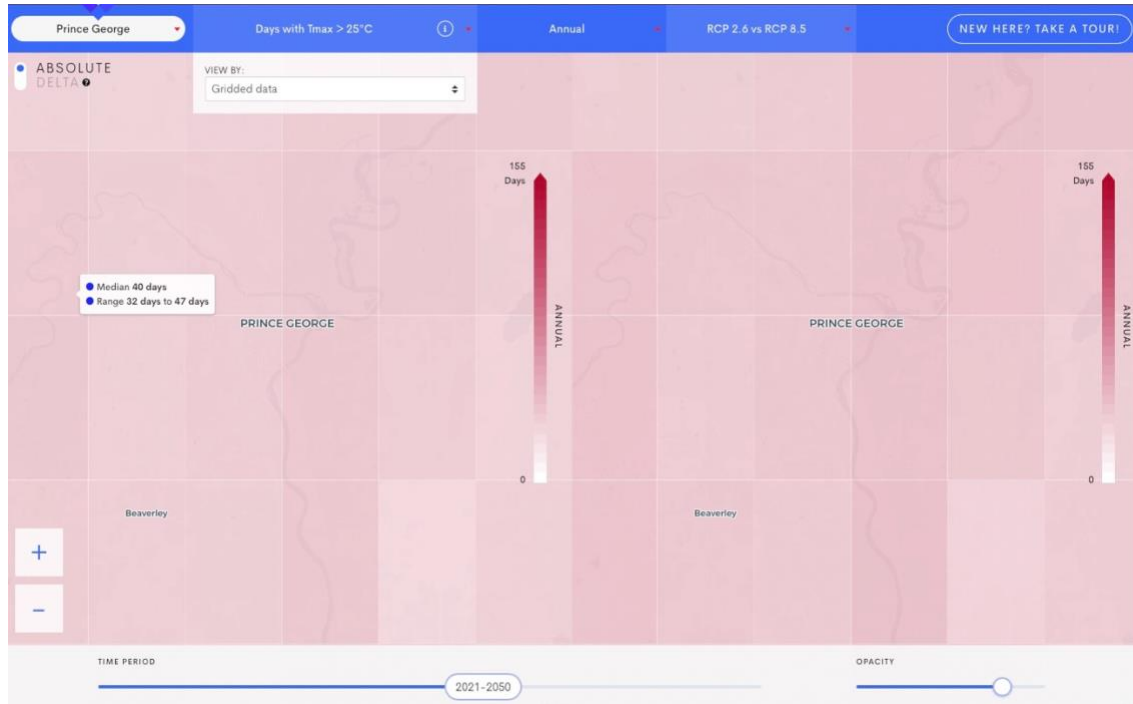 Prince George
Days with Tmax > 25°C
i
Annual
RCP 2.6 vs RCP 8.5
NEW HERE? TAKE A TOUR!
ABSOLUTE
DELTA ?
VIEW BY:
Gridded data
155
Days
155
Days
Median 40 days
Range 32 days to 47 days
PRINCE GEORGE
ANNUAL
PRINCE GEORGE
ANNUAL
0
0
Beaverley
Beaverley
+
−
TIME PERIOD
OPACITY
2021-2050